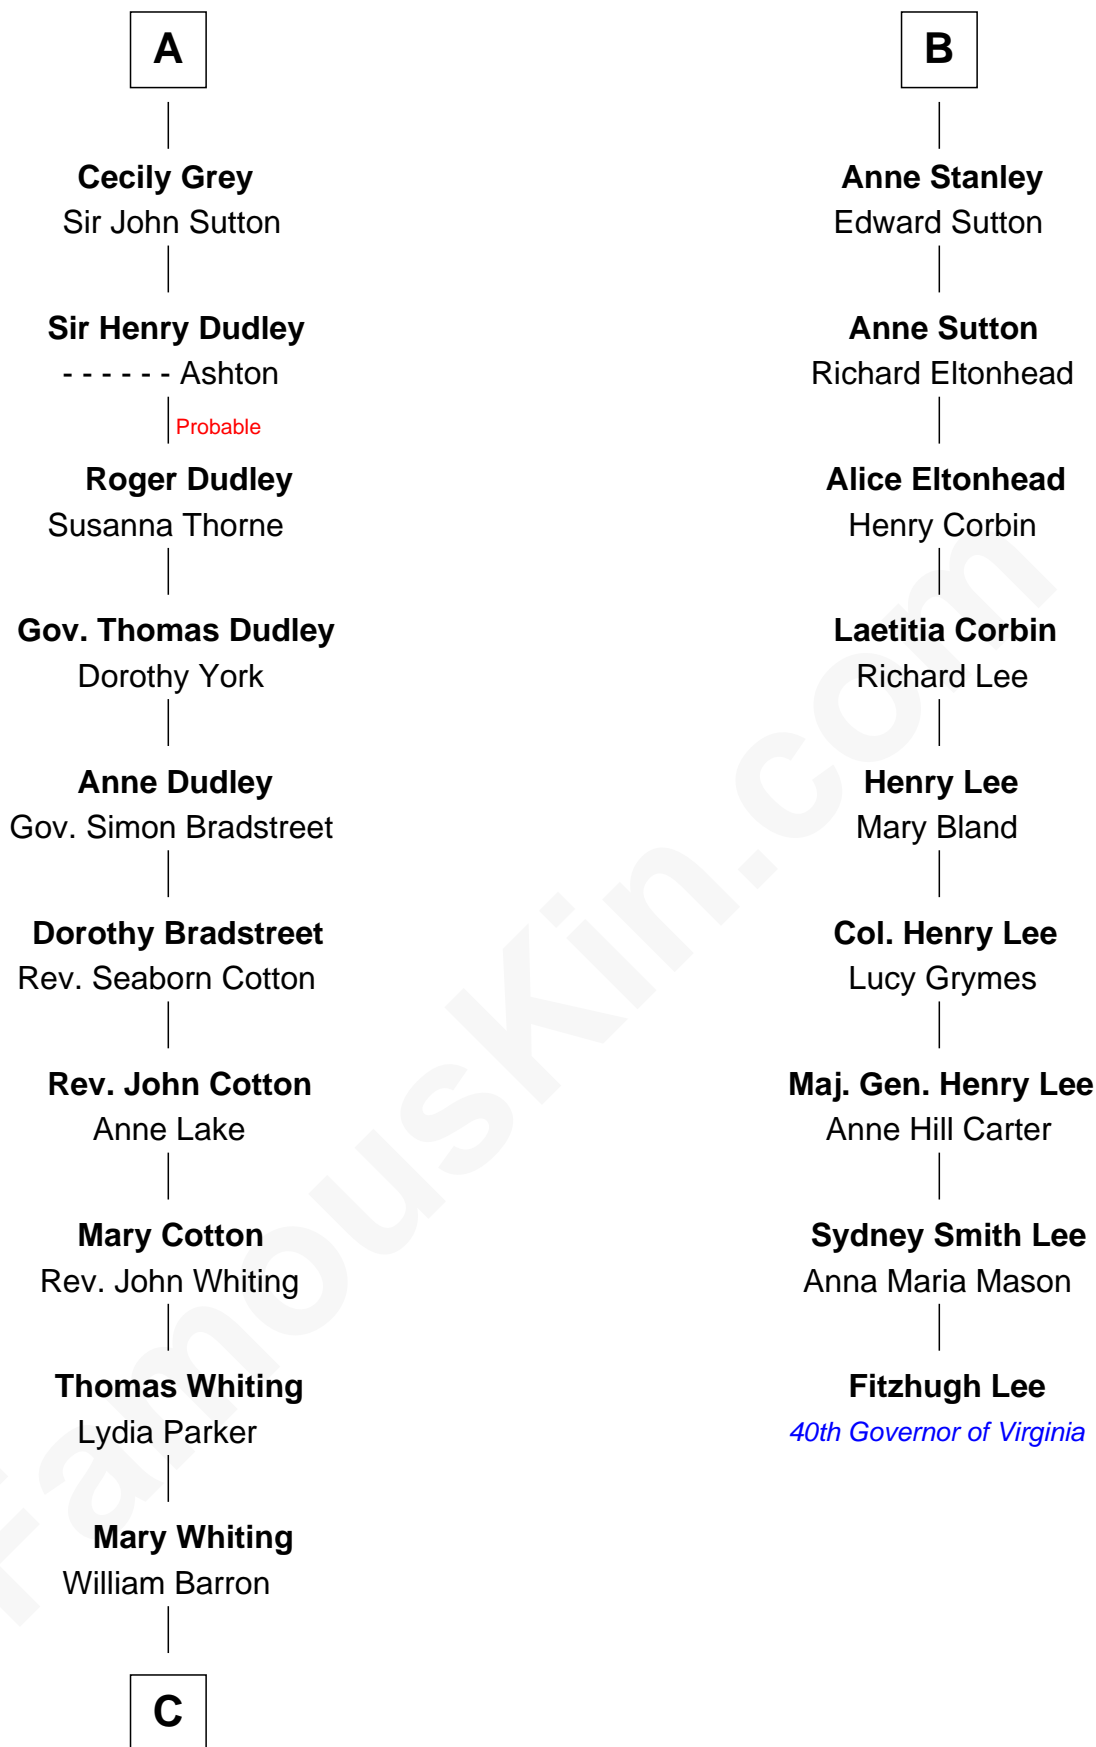 A
Cecily Grey
Sir John Sutton
Sir Henry Dudley
- - - - - - Ashton
Probable
Roger Dudley
Susanna Thorne
Gov. Thomas Dudley
Dorothy York
Anne Dudley
Gov. Simon Bradstreet
Dorothy Bradstreet
Rev. Seaborn Cotton
Rev. John Cotton
Anne Lake
Mary Cotton
Rev. John Whiting
Thomas Whiting
Lydia Parker
Mary Whiting
William Barron
C
B
Anne Stanley
Edward Sutton
Anne Sutton
Richard Eltonhead
Alice Eltonhead
Henry Corbin
Laetitia Corbin
Richard Lee
Henry Lee
Mary Bland
Col. Henry Lee
Lucy Grymes
Maj. Gen. Henry Lee
Anne Hill Carter
Sydney Smith Lee
Anna Maria Mason
Fitzhugh Lee
40th Governor of Virginia
FamousKin.com